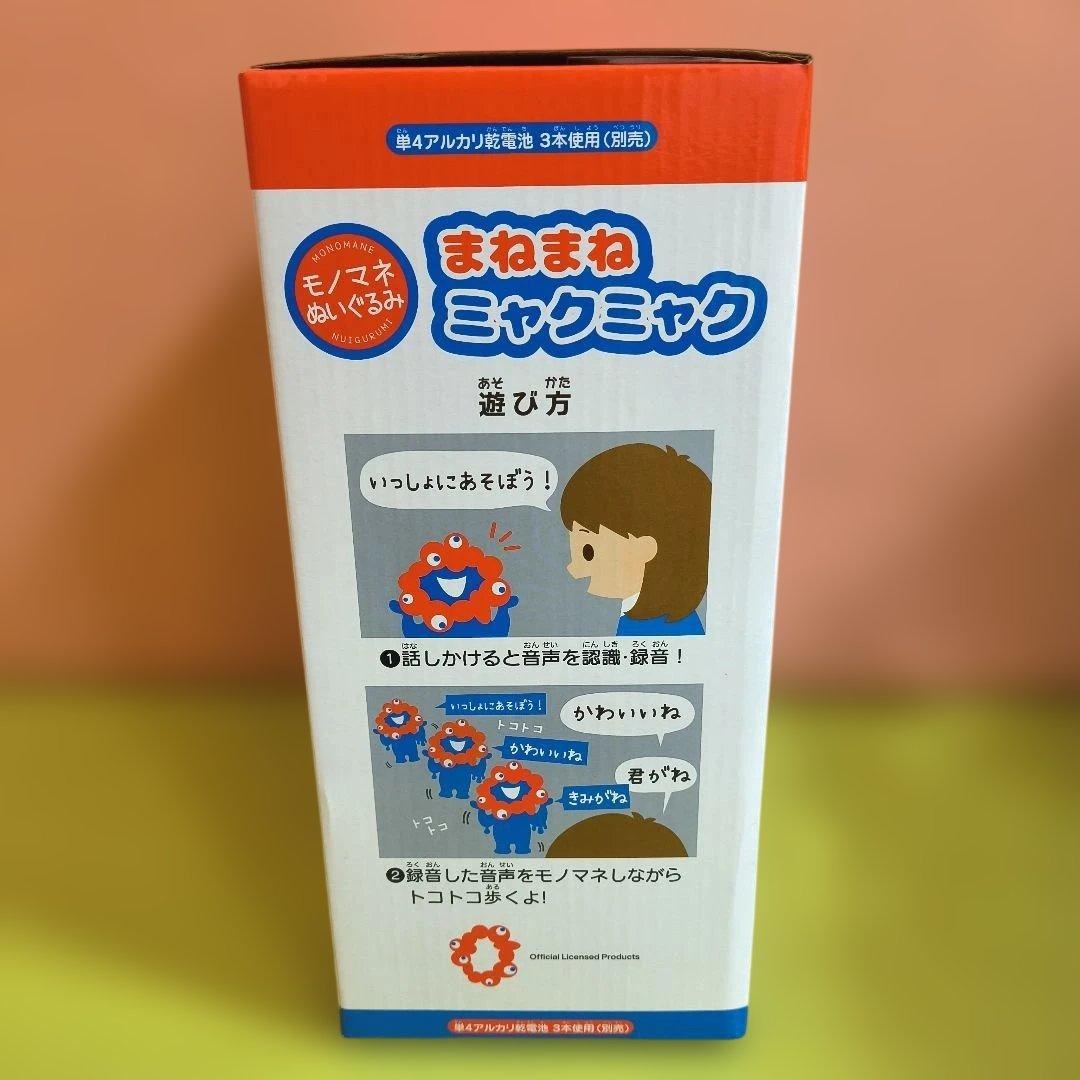 単4アルカリ乾電池 3本使用(別売)
MONOMANE
モノマネ
ぬいぐるみ
NUIGURUMI
まねまね
ミャクミャク
遊び方
いっしょにあそぼう!
❶話しかけると音声を認識・録音!
いっしょにあそぼう!
トコトコ
かわいいね
かわいいね
君がね
きみがね
トコ
トコ
❷録音した音声をモノマネしながら
トコトコ歩くよ!
Official Licensed Products
単4アルカリ乾電池 3本使用(別売)